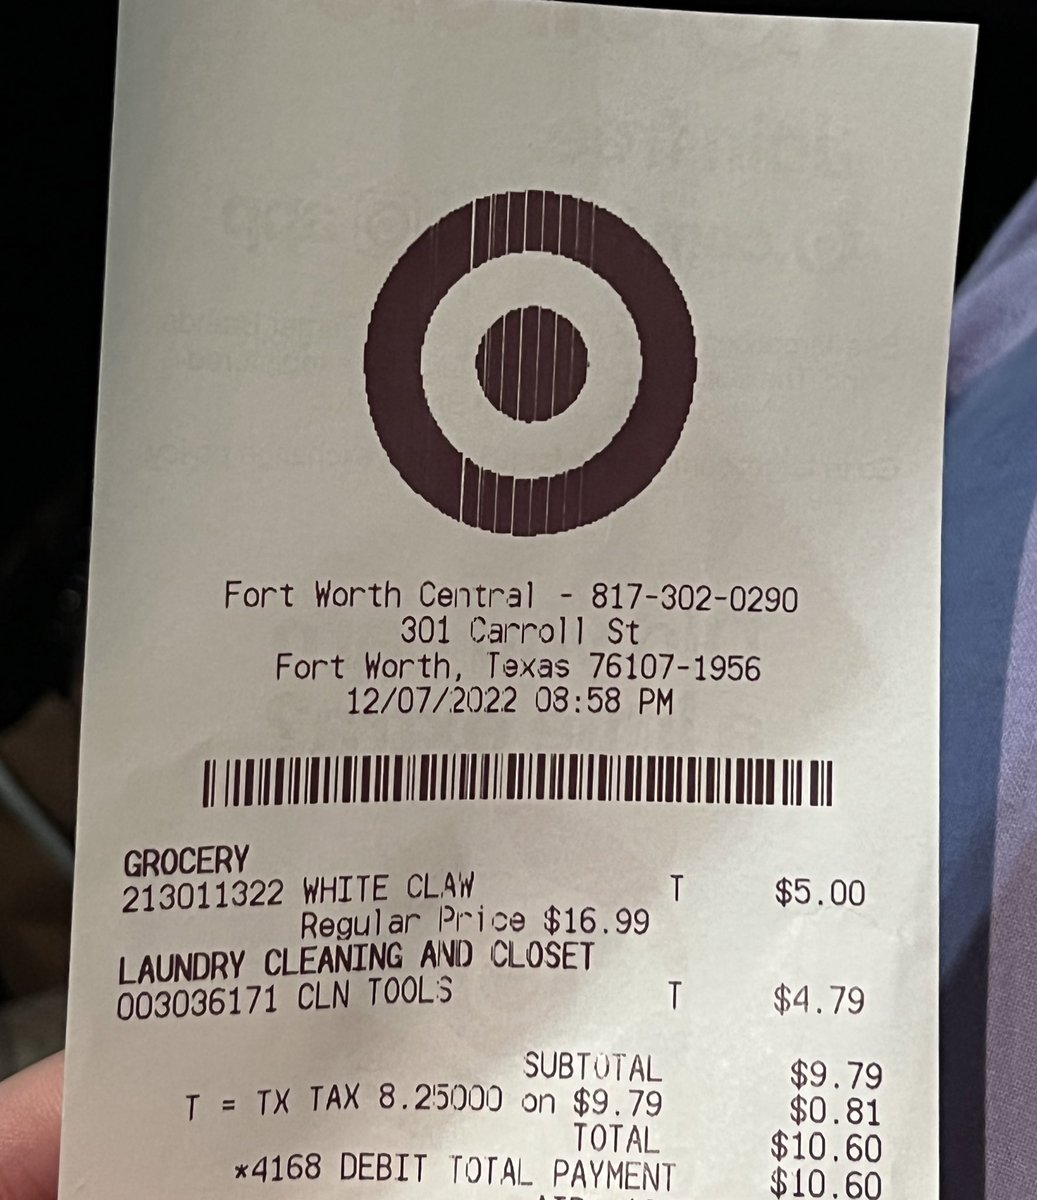 Fort Worth Central - 817-302-0290
301 Carroll St
Fort Worth, Texas 76107-1956
12/07/2022 08:58 PM
GROCERY
213011322 WHITE CLAW T $5.00
Regular Price $16.99
LAUNDRY CLEANING AND CLOSET
003036171 CLN TOOLS T $4.79
SUBTOTAL $9.79
T = TX TAX 8.25000 on $9.79 $0.81
TOTAL $10.60
*4168 DEBIT TOTAL PAYMENT $10.60